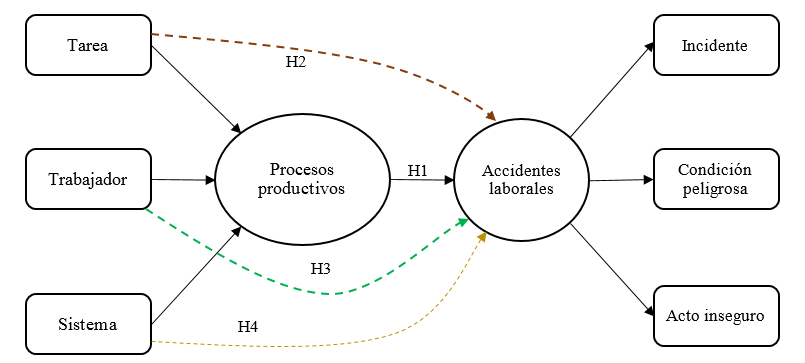 Tarea
Incidente
H2
Trabajador
Procesos
productivos
H1
Accidentes
laborales
Condición
peligrosa
H3
Sistema
H4
Acto inseguro